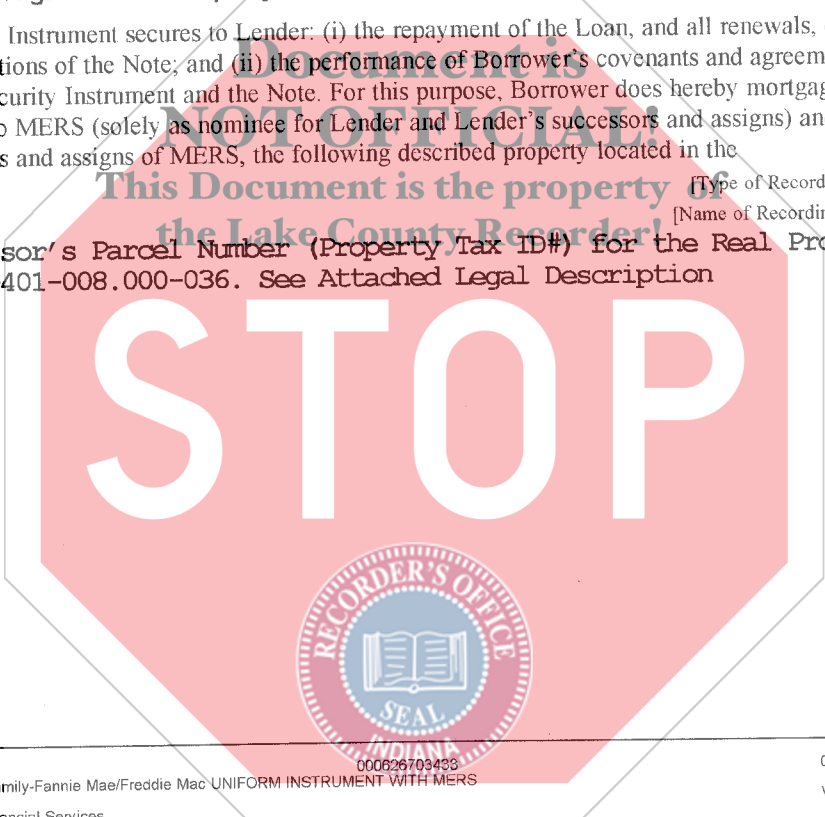 Instrument secures to Lender: (i) the repayment of the Loan, and all renewals,
tions of the Note; and (ii) the performance of Borrower's covenants and agreem
curity Instrument and the Note. For this purpose, Borrower does hereby mortgag
o MERS (solely as nominee for Lender and Lender's successors and assigns) an
s and assigns of MERS, the following described property located in the
[Type of Record
[Name of Recordin
sor's Parcel Number (Property Tax ID#) for the Real Pro
401-008.000-036. See Attached Legal Description
Document is
NOT OFFICIAL!
This Document is the property of
the Lake County Recorder!
STOP
RECORDER'S OFFICE
SEAL
INDIANA
000626703433
mily-Fannie Mae/Freddie Mac UNIFORM INSTRUMENT WITH MERS
ancial Services